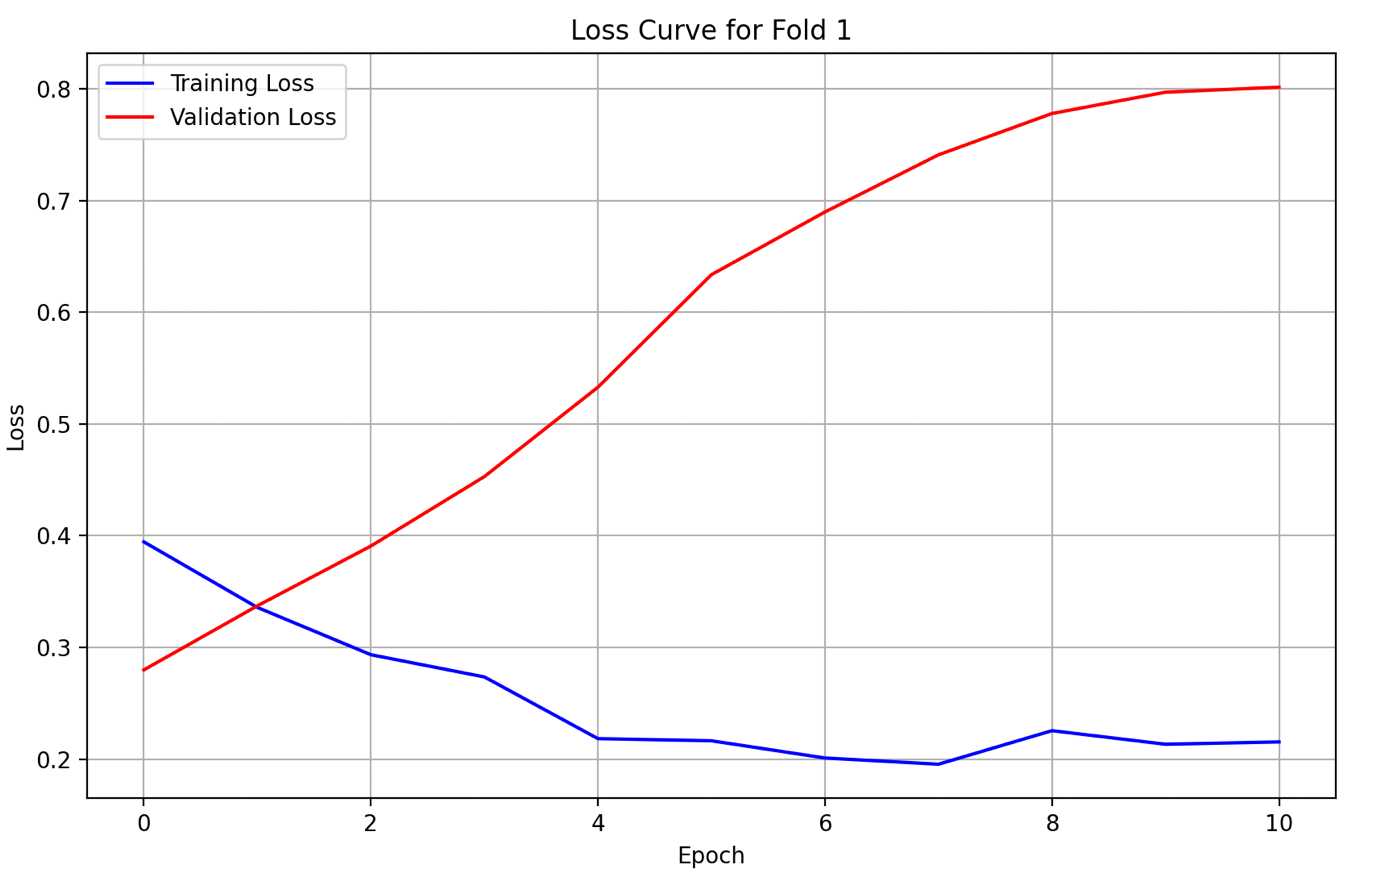 Loss Curve for Fold 1
Training Loss
Validation Loss
0.8
0.7
0.6
0.5
0.4
0.3
0.2
Loss
0 2 4 6 8 10
Epoch